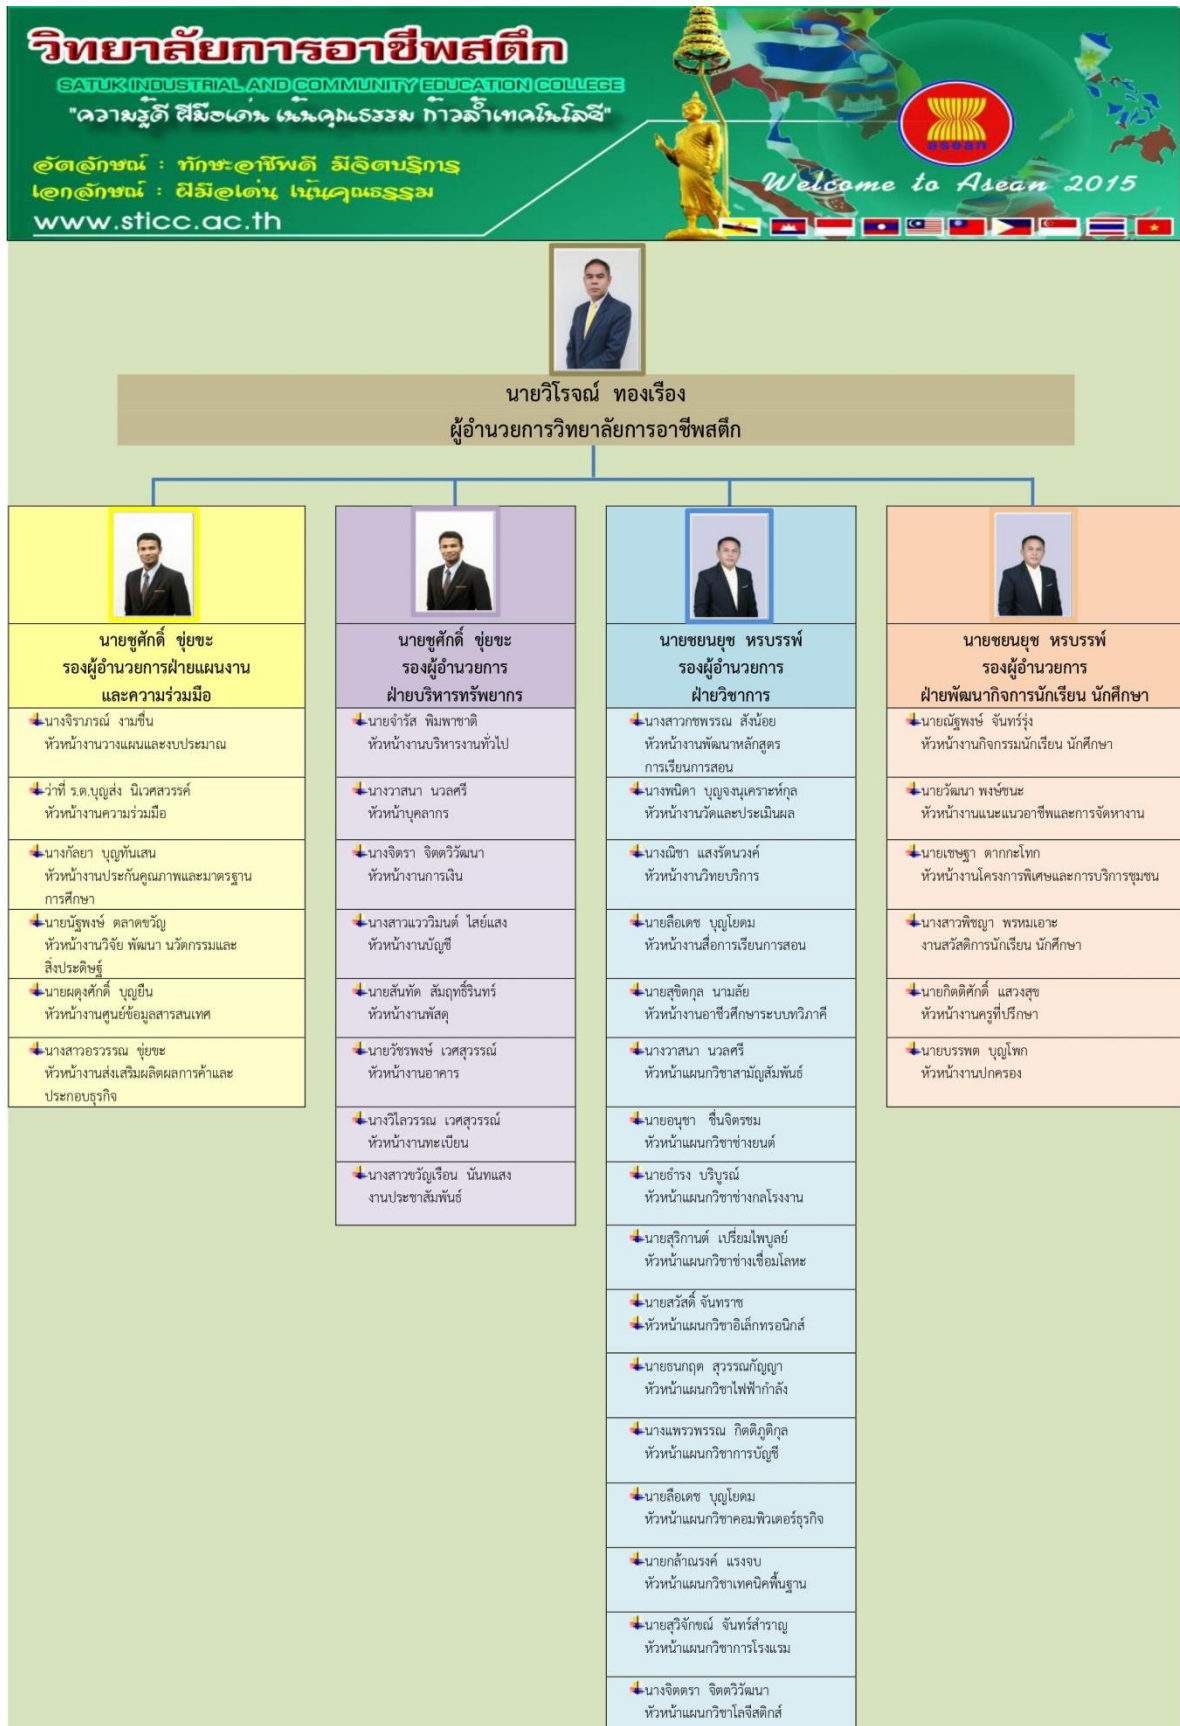 วิทยาลัยการอาชีพสตึก
SATUK INDUSTRIAL AND COMMUNITY EDUCATION COLLEGE
"ความรู้ดี ฝีมือเด่น เน้นคุณธรรม ก้าวล้ำเทคโนโลยี"
อัตลักษณ์ : ทักษะอาชีพดี มีจิตบริการ
เอกลักษณ์ : ฝีมือเด่น เน้นคุณธรรม
www.sticc.ac.th
asean
Welcome to Asean 2015
นายวิโรจณ์ ทองเรือง
ผู้อำนวยการวิทยาลัยการอาชีพสตึก
นายชูศักดิ์ ขุ่ยขะ
รองผู้อำนวยการฝ่ายแผนงาน
และความร่วมมือ
นางจิราภรณ์ งามชื่น
หัวหน้างานวางแผนและงบประมาณ
ว่าที่ ร.ต.บุญส่ง นิเวศสวรรค์
หัวหน้างานความร่วมมือ
นางกัลยา บุญทันเสน
หัวหน้างานประกันคูณภาพและมาตรฐาน
การศึกษา
นายนัฐพงษ์ ตลาดขวัญ
หัวหน้างานวิจัย พัฒนา นวัตกรรมและ
สิ่งประดิษฐ์
นายผดุงศักดิ์ บุญยืน
หัวหน้างานศูนย์ข้อมูลสารสนเทศ
นางสาวอรวรรณ ขุ่ยขะ
หัวหน้างานส่งเสริมผลิตผลการค้าและ
ประกอบธุรกิจ
นายชูศักดิ์ ขุ่ยขะ
รองผู้อำนวยการ
ฝ่ายบริหารทรัพยากร
นายจำรัส พิมพาชาติ
หัวหน้างานบริหารงานทั่วไป
นางวาสนา นวลศรี
หัวหน้าบุคลากร
นางจิตรา จิตตวิวัฒนา
หัวหน้างานการเงิน
นางสาวแวววิมนต์ ไสย์แสง
หัวหน้างานบัญชี
นายสันทัด สัมฤทธิ์รินทร์
หัวหน้างานพัสดุ
นายวัชรพงษ์ เวศสุวรรณ์
หัวหน้างานอาคาร
นางวิไลวรรณ เวศสุวรรณ์
หัวหน้างานทะเบียน
นางสาวขวัญเรือน นันทแสง
งานประชาสัมพันธ์
นายชยนยุช หรบรรพ์
รองผู้อำนวยการ
ฝ่ายวิชาการ
นางสาวกชพรรณ สังน้อย
หัวหน้างานพัฒนาหลักสูตร
การเรียนการสอน
นางพนิดา บุญจงนุเคราะห์กุล
หัวหน้างานวัดและประเมินผล
นางณิชา แสงรัตนวงค์
หัวหน้างานวิทยบริการ
นายลือเดช บุญโยดม
หัวหน้างานสื่อการเรียนการสอน
นายสุขิตกุล นามลัย
หัวหน้างานอาชีวศึกษาระบบทวิภาคี
นางวาสนา นวลศรี
หัวหน้าแผนกวิชาสามัญสัมพันธ์
นายอนุชา ชื่นจิตรชม
หัวหน้าแผนกวิชาช่างยนต์
นายธำรง บริบูรณ์
หัวหน้าแผนกวิชาช่างกลโรงงาน
นายสุริกานต์ เปรี่ยมไพบูลย์
หัวหน้าแผนกวิชาช่างเชื่อมโลหะ
นายสวัสดิ์ จันทราช
หัวหน้าแผนกวิชาอิเล็กทรอนิกส์
นายธนกฤต สุวรรณกัญญา
หัวหน้าแผนกวิชาไฟฟ้ากำลัง
นางแพรวพรรณ กิตติภูติกุล
หัวหน้าแผนกวิชาการบัญชี
นายลือเดช บุญโยดม
หัวหน้าแผนกวิชาคอมพิวเตอร์ธุรกิจ
นายกล้าณรงค์ แรงจบ
หัวหน้าแผนกวิชาเทคนิคพื้นฐาน
นายสุวิจักขณ์ จันทร์สำราญ
หัวหน้าแผนกวิชาการโรงแรม
นางจิตตรา จิตตวิวัฒนา
หัวหน้าแผนกวิชาโลจีสติกส์
นายชยนยุช หรบรรพ์
รองผู้อำนวยการ
ฝ่ายพัฒนากิจการนักเรียน นักศึกษา
นายณัฐพงษ์ จันทร์รุ่ง
หัวหน้างานกิจกรรมนักเรียน นักศึกษา
นายวัฒนา พงษ์ชนะ
หัวหน้างานแนะแนวอาชีพและการจัดหางาน
นายเชษฐา ตากกะโทก
หัวหน้างานโครงการพิเศษและการบริการชุมชน
นางสาวพิชญา พรหมเอาะ
งานสวัสดิการนักเรียน นักศึกษา
นายกิตติศักดิ์ แสวงสุข
หัวหน้างานครูที่ปรึกษา
นายบรรพต บุญโพก
หัวหน้างานปกครอง